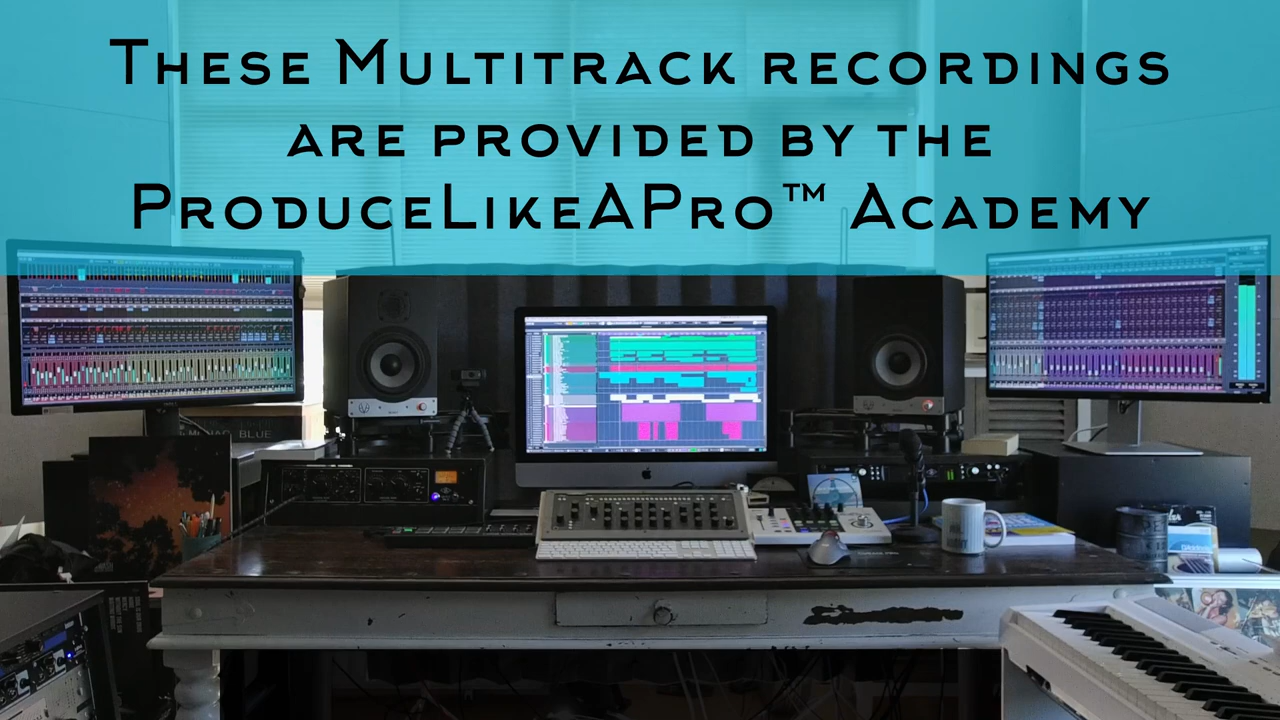 These Multitrack recordings
are provided by the
ProduceLikeAPro™ Academy